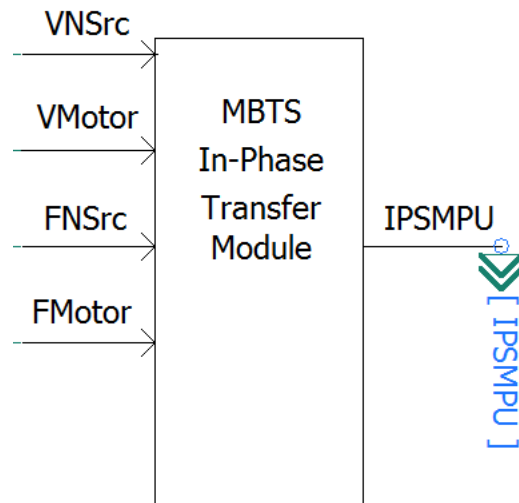 VNSrc
VMotor
FNSrc
FMotor
MBTS
In-Phase
Transfer
Module
IPSMPU
[ IPSMPU ]